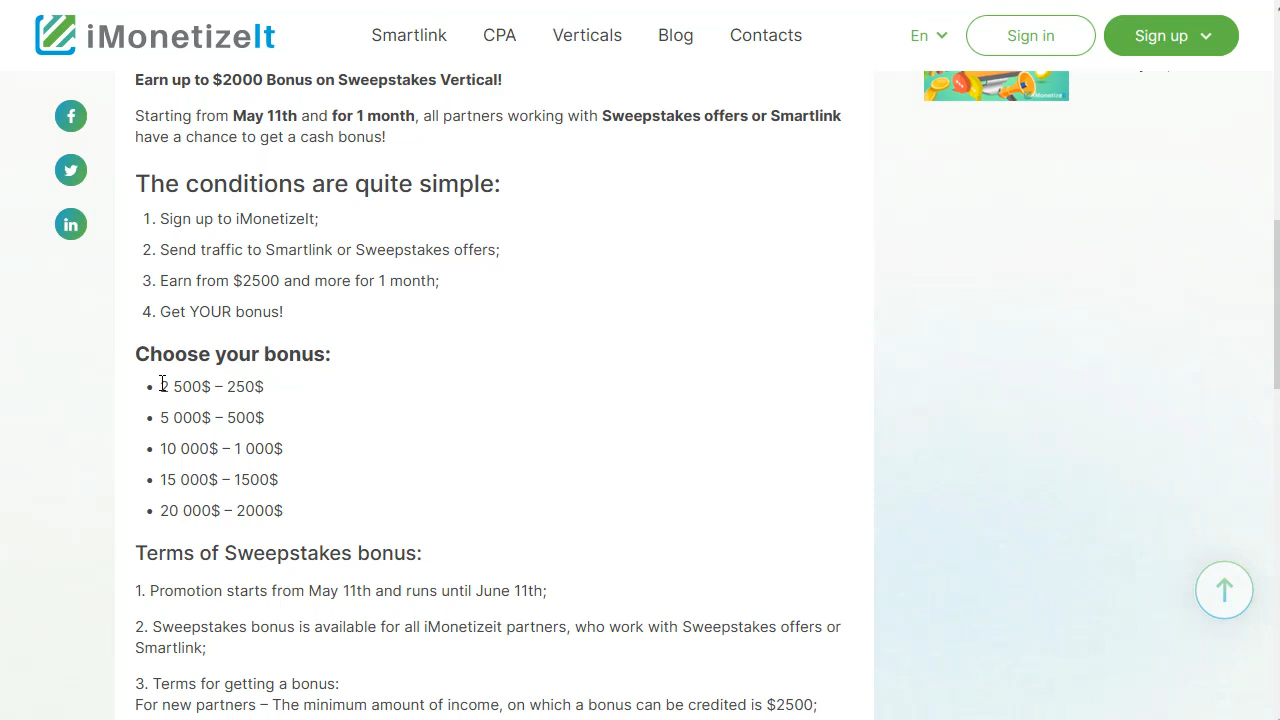 iMonetizeIt
Smartlink
CPA
Verticals
Blog
Contacts
En
Sign in
Sign up
Earn up to $2000 Bonus on Sweepstakes Vertical!
Starting from May 11th and for 1 month, all partners working with Sweepstakes offers or Smartlink
have a chance to get a cash bonus!
The conditions are quite simple:
1. Sign up to iMonetizeIt;
2. Send traffic to Smartlink or Sweepstakes offers;
3. Earn from $2500 and more for 1 month;
4. Get YOUR bonus!
Choose your bonus:
• 2 500$ – 250$
• 5 000$ – 500$
• 10 000$ – 1 000$
• 15 000$ – 1500$
• 20 000$ – 2000$
Terms of Sweepstakes bonus:
1. Promotion starts from May 11th and runs until June 11th;
2. Sweepstakes bonus is available for all iMonetizeit partners, who work with Sweepstakes offers or
Smartlink;
3. Terms for getting a bonus:
For new partners – The minimum amount of income, on which a bonus can be credited is $2500;